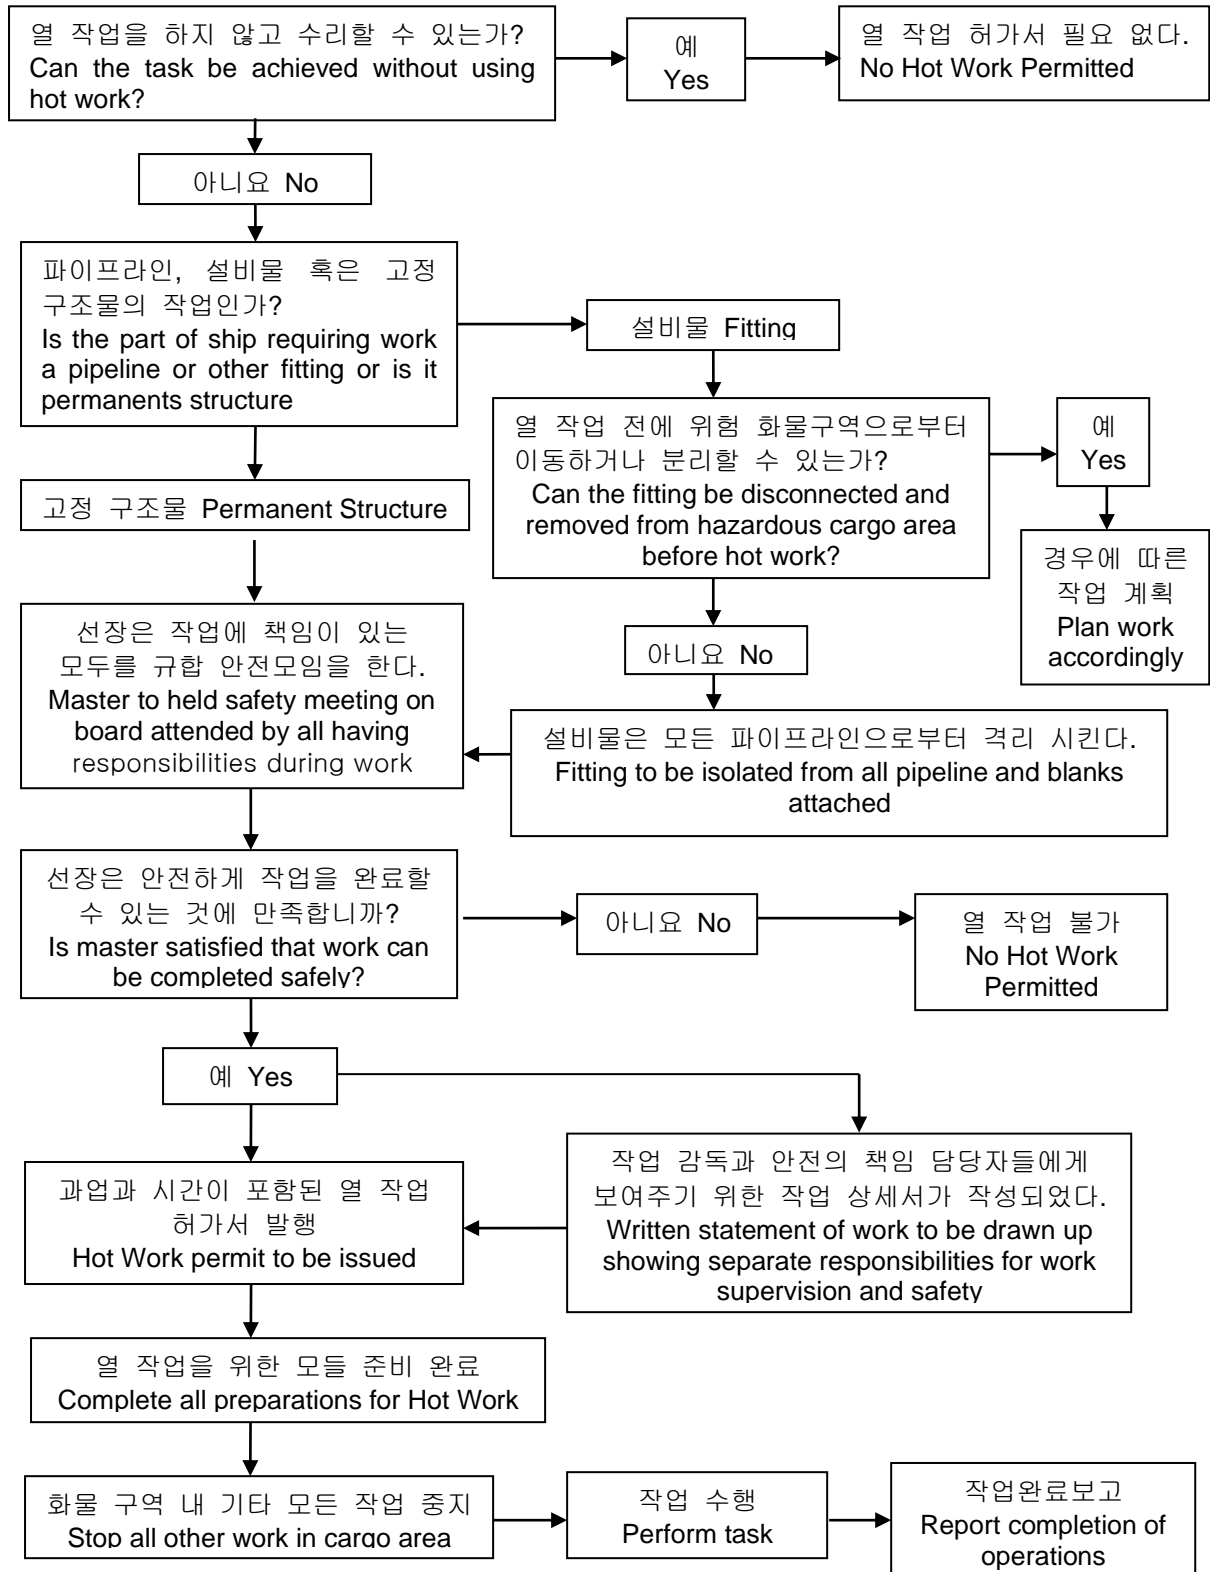 열 작업을 하지 않고 수리할 수 있는가?
Can the task be achieved without using
hot work?
예
Yes
열 작업 허가서 필요 없다.
No Hot Work Permitted
아니요 No
파이프라인, 설비물 혹은 고정
구조물의 작업인가?
Is the part of ship requiring work
a pipeline or other fitting or is it
permanents structure
설비물 Fitting
열 작업 전에 위험 화물구역으로부터
이동하거나 분리할 수 있는가?
Can the fitting be disconnected and
removed from hazardous cargo area
before hot work?
예
Yes
고정 구조물 Permanent Structure
경우에 따른
작업 계획
Plan work
accordingly
선장은 작업에 책임이 있는
모두를 규합 안전모임을 한다.
Master to held safety meeting on
board attended by all having
responsibilities during work
아니요 No
설비물은 모든 파이프라인으로부터 격리 시킨다.
Fitting to be isolated from all pipeline and blanks
attached
선장은 안전하게 작업을 완료할
수 있는 것에 만족합니까?
Is master satisfied that work can
be completed safely?
아니요 No
열 작업 불가
No Hot Work
Permitted
예 Yes
과업과 시간이 포함된 열 작업
허가서 발행
Hot Work permit to be issued
작업 감독과 안전의 책임 담당자들에게
보여주기 위한 작업 상세서가 작성되었다.
Written statement of work to be drawn up
showing separate responsibilities for work
supervision and safety
열 작업을 위한 모들 준비 완료
Complete all preparations for Hot Work
화물 구역 내 기타 모든 작업 중지
Stop all other work in cargo area
작업 수행
Perform task
작업완료보고
Report completion of
operations